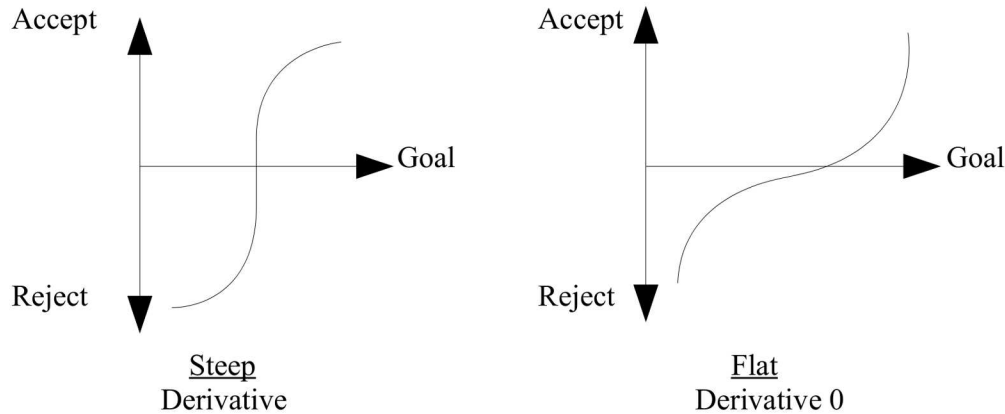 Accept
Goal
Reject
Steep
Derivative
Accept
Goal
Reject
Flat
Derivative 0